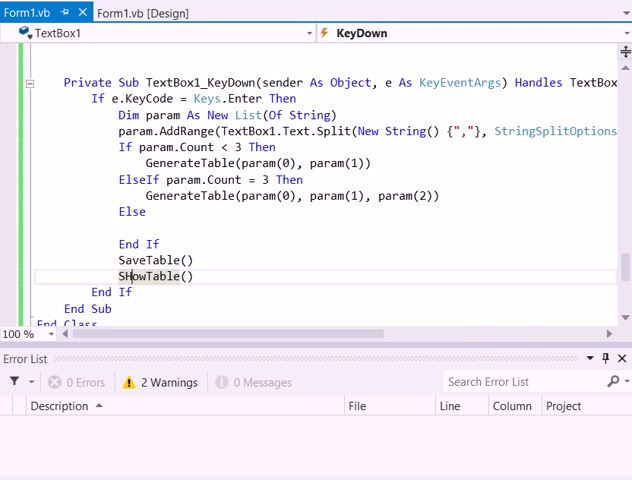 Form1.vb Form1.vb [Design]
TextBox1 KeyDown
Private Sub TextBox1_KeyDown(sender As Object, e As KeyEventArgs) Handles TextBox
If e.KeyCode = Keys.Enter Then
Dim param As New List(Of String)
param.AddRange(TextBox1.Text.Split(New String() {","}, StringSplitOptions
If param.Count < 3 Then
GenerateTable(param(0), param(1))
ElseIf param.Count = 3 Then
GenerateTable(param(0), param(1), param(2))
Else
End If
SaveTable()
SHowTable()
End If
End Sub
End Class
100 %
Error List
0 Errors 2 Warnings 0 Messages Search Error List
Description File Line Column Project